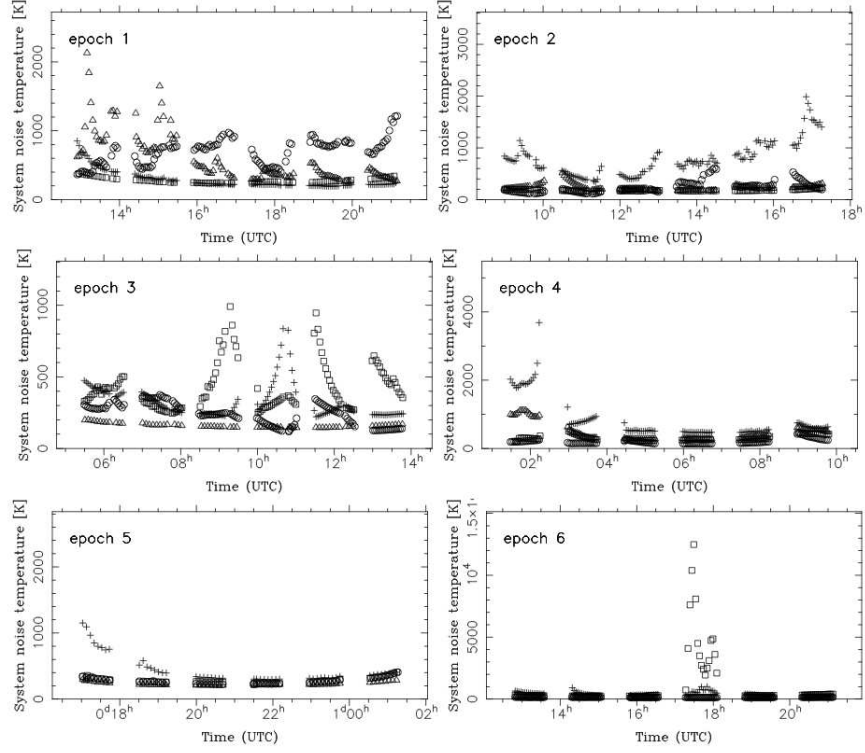 epoch 1
System noise temperature [K]
0
1000
2000
14ʰ
16ʰ
18ʰ
20ʰ
Time (UTC)
epoch 2
System noise temperature [K]
0
1000
2000
3000
10ʰ
12ʰ
14ʰ
16ʰ
18ʰ
Time (UTC)
epoch 3
System noise temperature [K]
0
500
1000
06ʰ
08ʰ
10ʰ
12ʰ
14ʰ
Time (UTC)
epoch 4
System noise temperature [K]
0
2000
4000
02ʰ
04ʰ
06ʰ
08ʰ
10ʰ
Time (UTC)
epoch 5
System noise temperature [K]
0
1000
2000
0ᵈ18ʰ
20ʰ
22ʰ
1ᵈ00ʰ
02ʰ
Time (UTC)
epoch 6
System noise temperature [K]
0
5000
10⁴
14ʰ
16ʰ
18ʰ
20ʰ
Time (UTC)